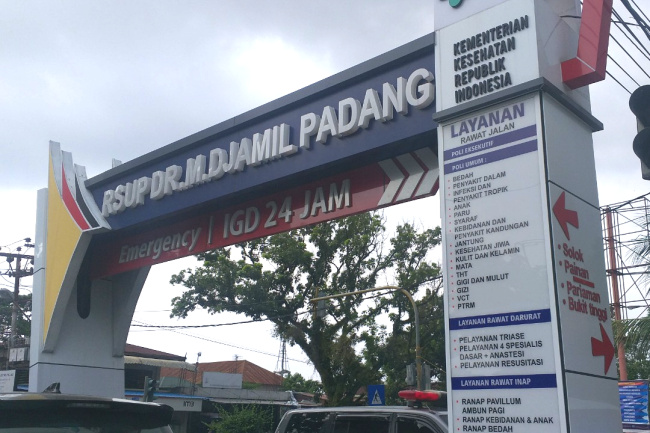 KEMENTERIAN
KESEHATAN
REPUBLIK
INDONESIA
RSUP DR.M.DJAMIL PADANG
Emergency | IGD 24 JAM
LAYANAN
RAWAT JALAN
POLI EKSEKUTIF
POLI UMUM :
- BEDAH
- PENYAKIT DALAM
- INFEKSI DAN
PENYAKIT TROPIK
- ANAK
- PARU
- SYARAF
- KEBIDANAN DAN
PENYAKIT KANDUNGAN
- JANTUNG
- KESEHATAN JIWA
- KULIT DAN KELAMIN
- MATA
- THT
- GIGI DAN MULUT
- GIZI
- VCT
- PTRM
LAYANAN RAWAT DARURAT
- PELAYANAN TRIASE
- PELAYANAN 4 SPESIALIS
DASAR + ANASTESI
- PELAYANAN RESUSITASI
LAYANAN RAWAT INAP
- RANAP PAVILLUM
AMBUN PAGI
- RANAP KEBIDANAN & ANAK
- RANAP BEDAH
Solok
Painan
Pariaman
Bukit tinggi